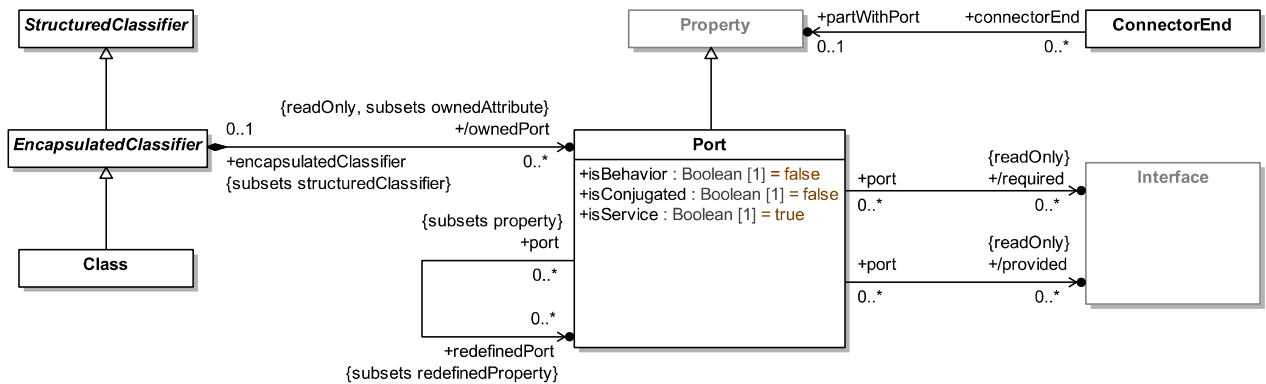 StructuredClassifier
Property
+partWithPort
+connectorEnd
0..1
0..*
ConnectorEnd
{readOnly, subsets ownedAttribute}
0..1
+/ownedPort
EncapsulatedClassifier
+encapsulatedClassifier
0..*
{subsets structuredClassifier}
Port
+isBehavior : Boolean [1] = false
+isConjugated : Boolean [1] = false
+isService : Boolean [1] = true
{readOnly}
+port
+/required
0..*
0..*
Interface
{subsets property}
+port
0..*
{readOnly}
+port
+/provided
0..*
0..*
Class
0..*
+redefinedPort
{subsets redefinedProperty}